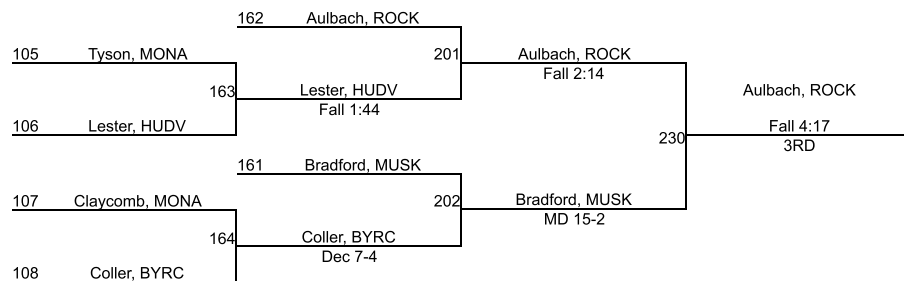 162 Aulbach, ROCK
105 Tyson, MONA
201 Aulbach, ROCK
Fall 2:14
163 Lester, HUDV
Fall 1:44
Aulbach, ROCK
106 Lester, HUDV
Fall 4:17
230
3RD
161 Bradford, MUSK
107 Claycomb, MONA
202 Bradford, MUSK
MD 15-2
164 Coller, BYRC
Dec 7-4
108 Coller, BYRC